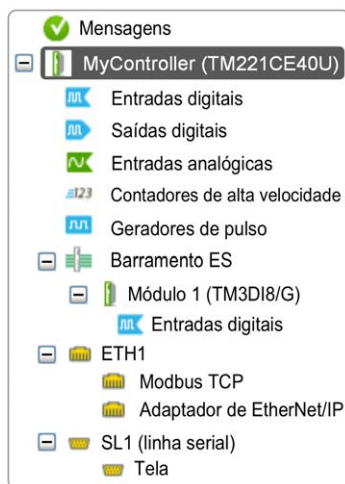 Mensagens
MyController (TM221CE40U)
Entradas digitais
Saídas digitais
Entradas analógicas
123 Contadores de alta velocidade
Geradores de pulso
Barramento ES
Módulo 1 (TM3DI8/G)
Entradas digitais
ETH1
Modbus TCP
Adaptador de EtherNet/IP
SL1 (linha serial)
Tela